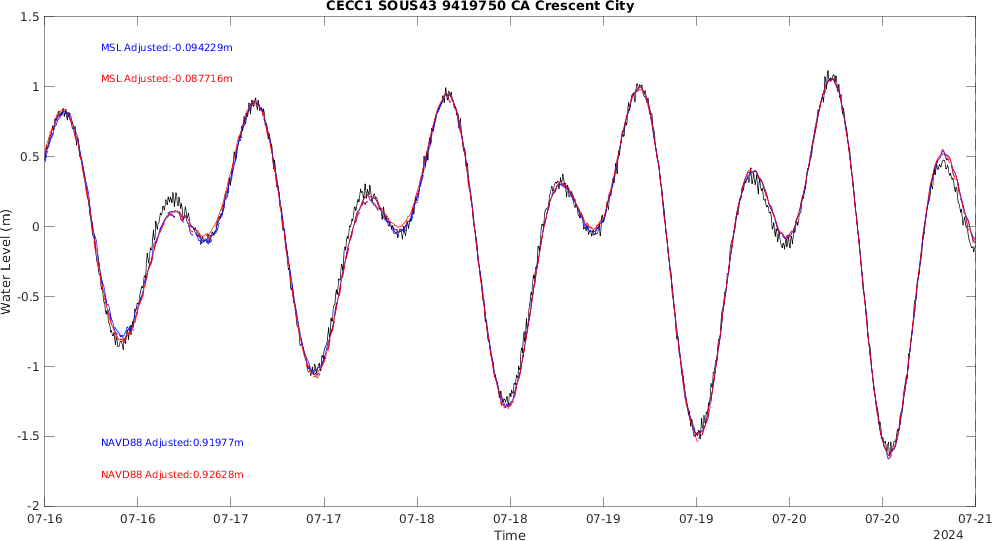 CECC1 SOUS43 9419750 CA Crescent City
1.5
MSL Adjusted:-0.094229m
MSL Adjusted:-0.087716m
1
0.5
0
-0.5
-1
-1.5
-2
Water Level (m)
NAVD88 Adjusted:0.91977m
NAVD88 Adjusted:0.92628m
07-16 07-16 07-17 07-17 07-18 07-18 07-19 07-19 07-20 07-20 07-21
Time
2024